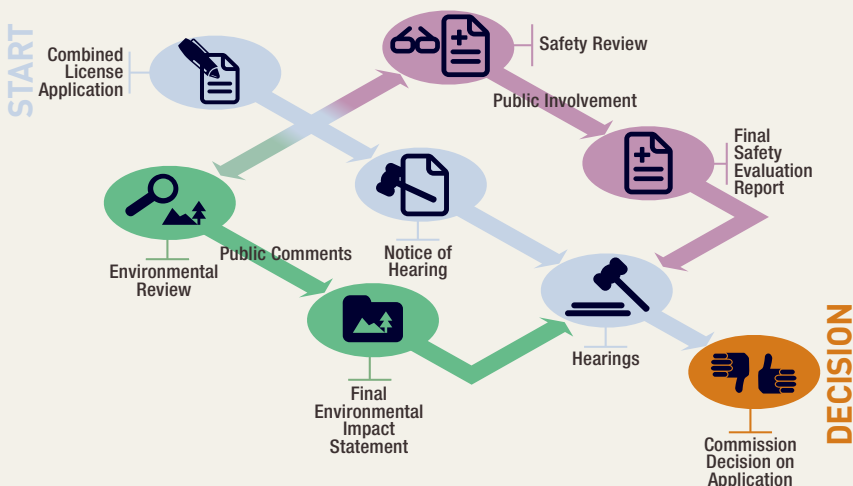 START
Combined
License
Application
Safety Review
Public Involvement
Final
Safety
Evaluation
Report
Notice of
Hearing
Public Comments
Environmental
Review
Final
Environmental
Impact
Statement
Hearings
DECISION
Commission
Decision on
Application